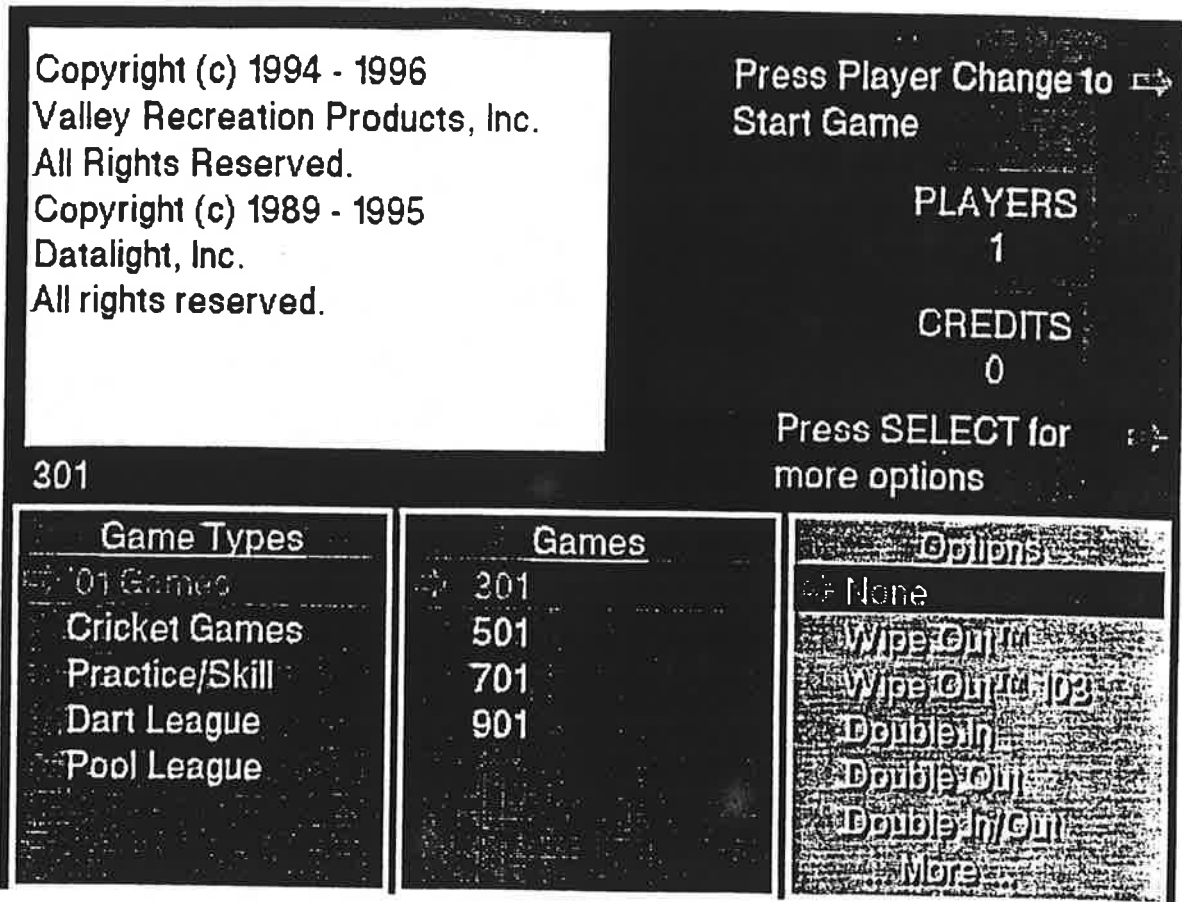 Copyright (c) 1994 - 1996
Valley Recreation Products, Inc.
All Rights Reserved.
Copyright (c) 1989 - 1995
Datalight, Inc.
All rights reserved.
Press Player Change to
Start Game
PLAYERS
1
CREDITS
0
Press SELECT for
more options
301
Game Types
'01 Games
Cricket Games
Practice/Skill
Dart League
Pool League
Games
301
501
701
901
Options
None
Wipe Out™
Wipe Out™
Double In
Double Out
Double In/Out
... More ...